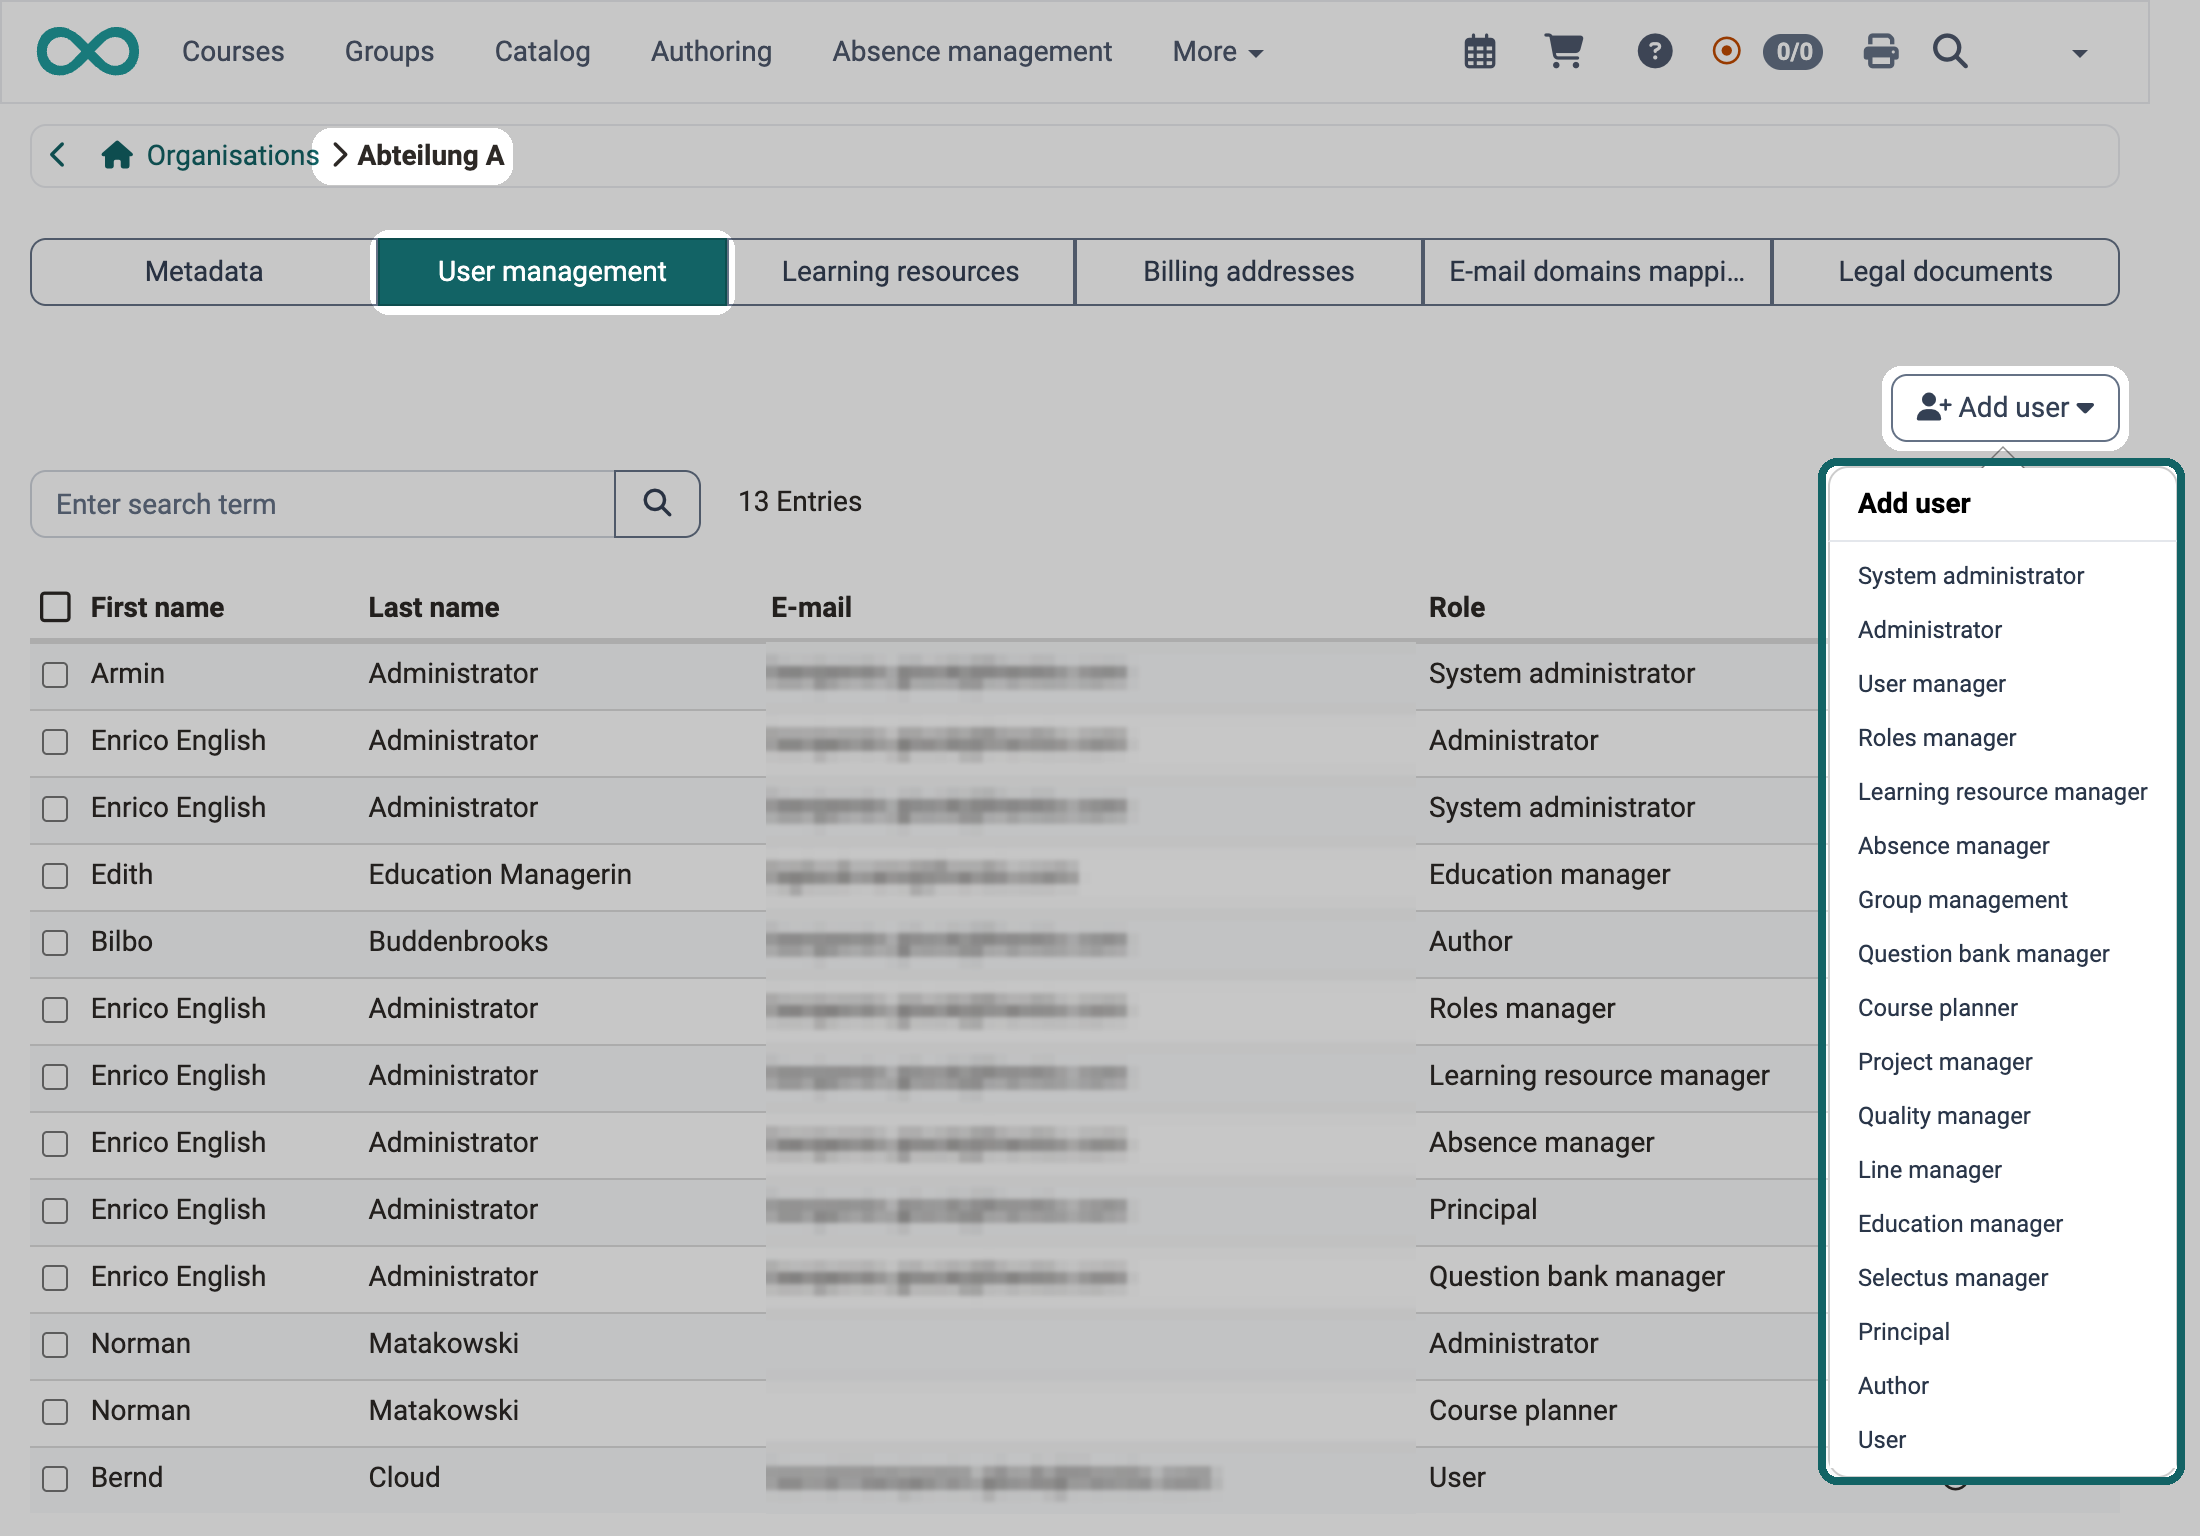 Courses Groups Catalog Authoring Absence management More 0/0
Organisations Abteilung A
Metadata User management Learning resources Billing addresses E-mail domains mappi... Legal documents
Add user
Enter search term 13 Entries
Add user
System administrator
Administrator
User manager
Roles manager
Learning resource manager
Absence manager
Group management
Question bank manager
Course planner
Project manager
Quality manager
Line manager
Education manager
Selectus manager
Principal
Author
User
First name Last name E-mail Role
Armin Administrator System administrator
Enrico English Administrator Administrator
Enrico English Administrator System administrator
Edith Education Managerin Education manager
Bilbo Buddenbrooks Author
Enrico English Administrator Roles manager
Enrico English Administrator Learning resource manager
Enrico English Administrator Absence manager
Enrico English Administrator Principal
Enrico English Administrator Question bank manager
Norman Matakowski Administrator
Norman Matakowski Course planner
Bernd Cloud User